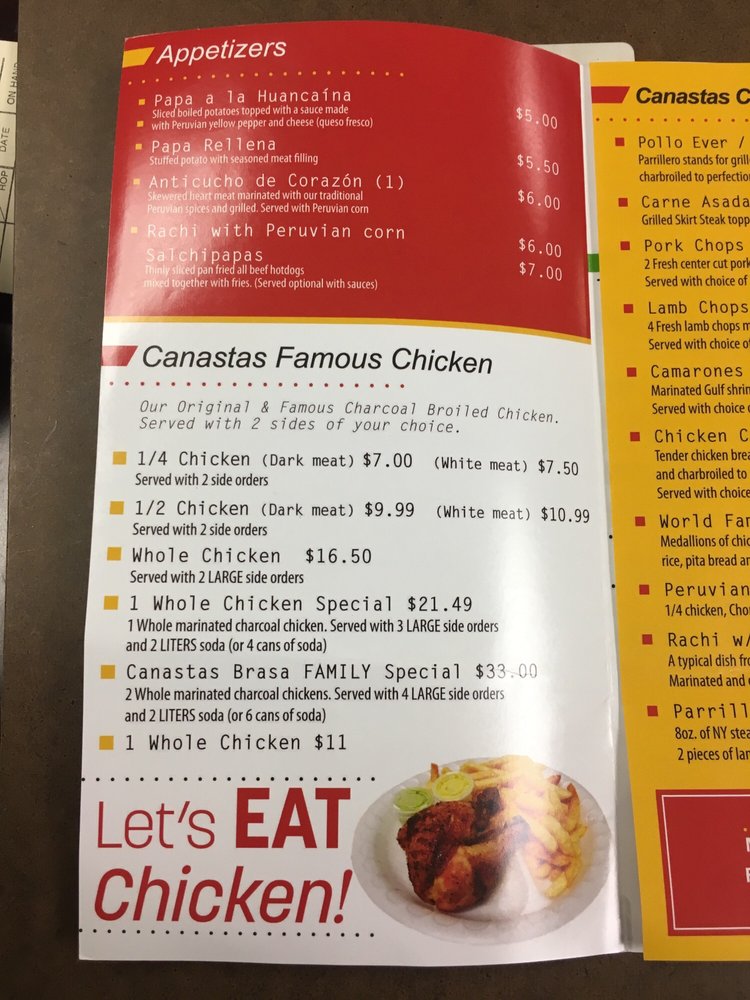 ON HAND
DATE
HOP
Appetizers
Papa a la Huancaína
Sliced boiled potatoes topped with a sauce made
with Peruvian yellow pepper and cheese (queso fresco)
$5.00
Papa Rellena
Stuffed potato with seasoned meat filling
$5.50
Anticucho de Corazón (1)
Skewered heart meat marinated with our traditional
Peruvian spices and grilled. Served with Peruvian corn
$6.00
Rachi with Peruvian corn
$6.00
Salchipapas
$7.00
Thinly sliced pan fried all beef hotdogs
mixed together with fries. (Served optional with sauces)
Canastas Famous Chicken
Our Original & Famous Charcoal Broiled Chicken.
Served with 2 sides of your choice.
1/4 Chicken (Dark meat) $7.00 (White meat) $7.50
Served with 2 side orders
1/2 Chicken (Dark meat) $9.99 (White meat) $10.99
Served with 2 side orders
Whole Chicken $16.50
Served with 2 LARGE side orders
1 Whole Chicken Special $21.49
1 Whole marinated charcoal chicken. Served with 3 LARGE side orders
and 2 LITERS soda (or 4 cans of soda)
Canastas Brasa FAMILY Special $33.00
2 Whole marinated charcoal chickens. Served with 4 LARGE side orders
and 2 LITERS soda (or 6 cans of soda)
1 Whole Chicken $11
Let's EAT
Chicken!
Canastas C
Pollo Ever /
Parrillero stands for grill
charbroiled to perfection
Carne Asada
Grilled Skirt Steak topp
Pork Chops
2 Fresh center cut pork
Served with choice of
Lamb Chops
4 Fresh lamb chops m
Served with choice of
Camarones
Marinated Gulf shrin
Served with choice
Chicken C
Tender chicken brea
and charbroiled to
Served with choice
World Fam
Medallions of chic
rice, pita bread an
Peruvian
1/4 chicken, Cho
Rachi w/
A typical dish fro
Marinated and
Parrill
8oz. of NY stea
2 pieces of lam